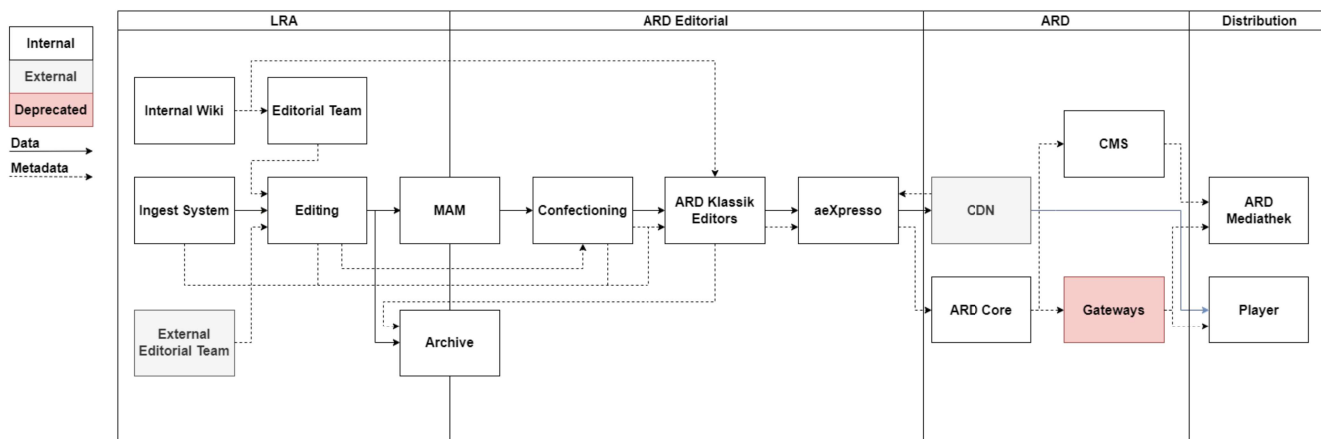 LRA
ARD Editorial
ARD
Distribution
Internal
External
Deprecated
Data
Metadata
Internal Wiki
Editorial Team
CMS
Ingest System
Editing
MAM
Confectioning
ARD Klassik
Editors
aeXpresso
CDN
ARD
Mediathek
External
Editorial Team
Archive
ARD Core
Gateways
Player